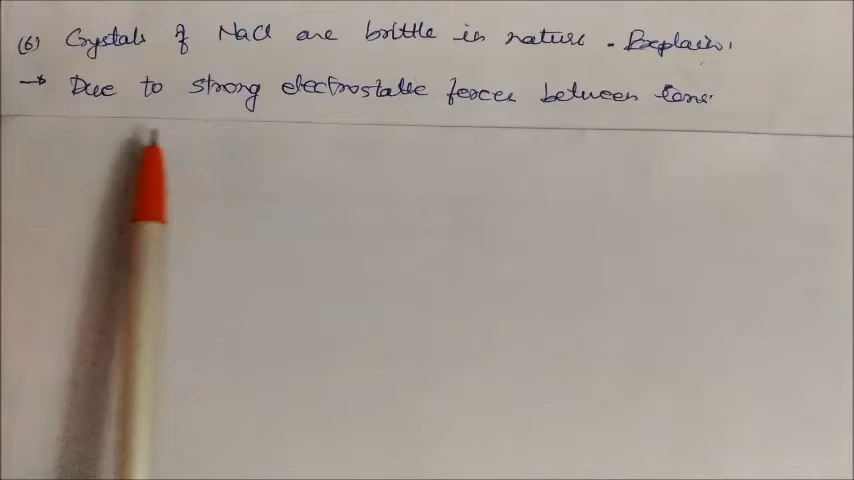 (6) Crystals of NaCl are brittle in nature. Explain.
→ Due to strong electrostatic forces between ions.